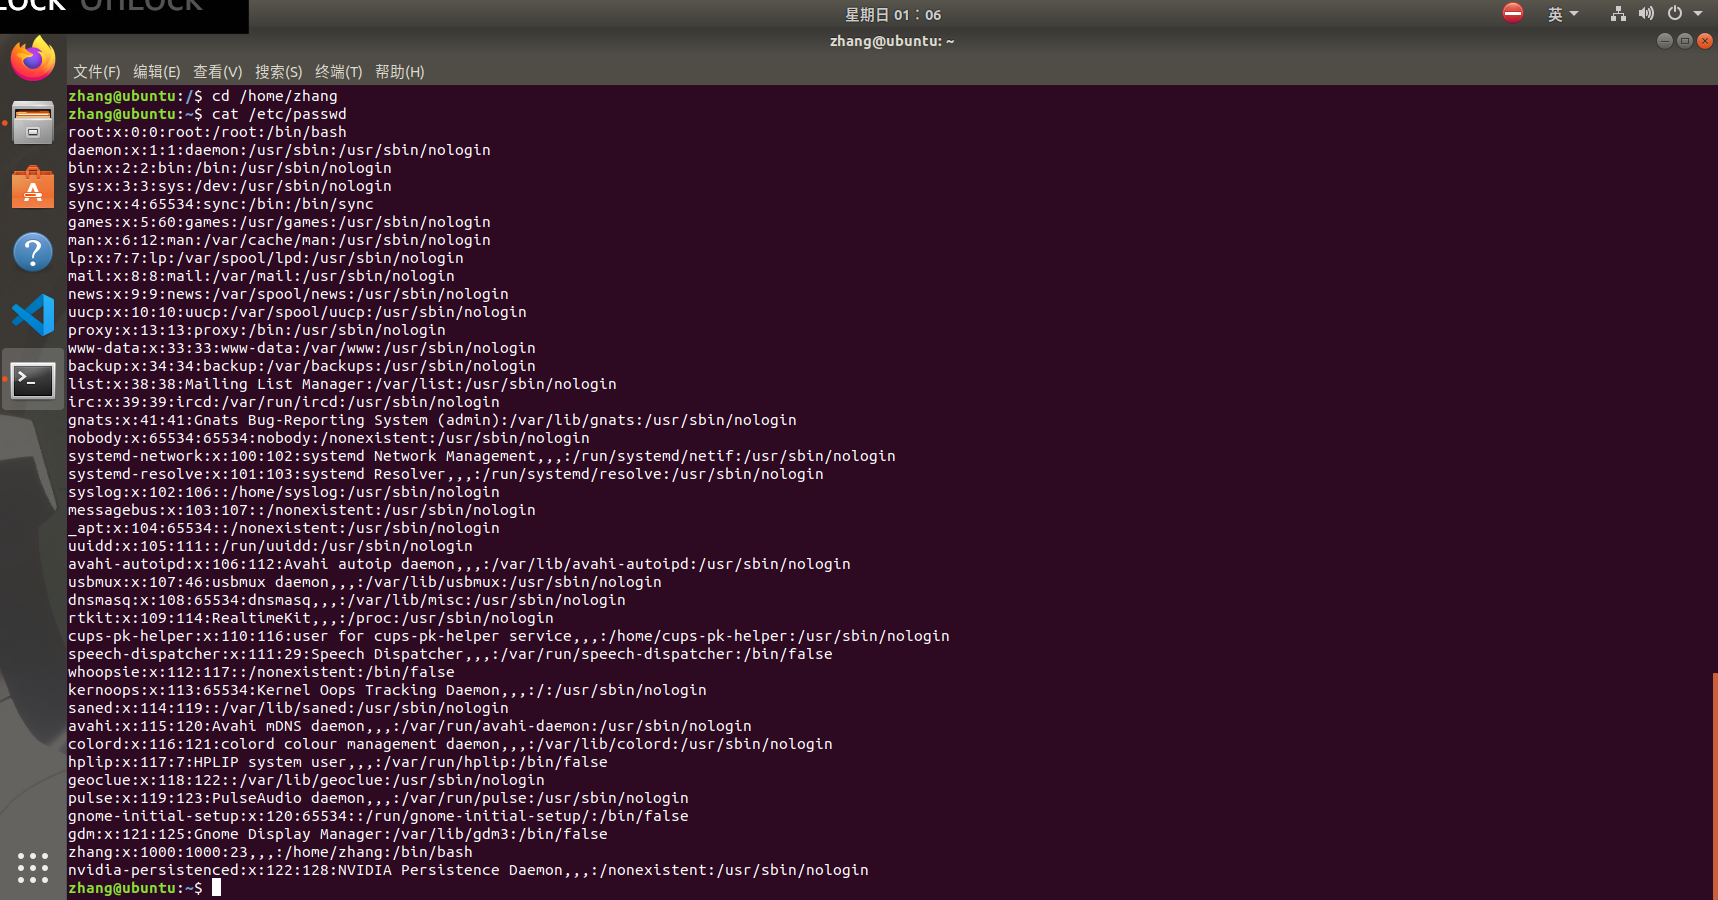 星期日 01：06
英
zhang@ubuntu: ~
文件(F) 编辑(E) 查看(V) 搜索(S) 终端(T) 帮助(H)
zhang@ubuntu:/$ cd /home/zhang
zhang@ubuntu:~$ cat /etc/passwd
root:x:0:0:root:/root:/bin/bash
daemon:x:1:1:daemon:/usr/sbin:/usr/sbin/nologin
bin:x:2:2:bin:/bin:/usr/sbin/nologin
sys:x:3:3:sys:/dev:/usr/sbin/nologin
sync:x:4:65534:sync:/bin:/bin/sync
games:x:5:60:games:/usr/games:/usr/sbin/nologin
man:x:6:12:man:/var/cache/man:/usr/sbin/nologin
lp:x:7:7:lp:/var/spool/lpd:/usr/sbin/nologin
mail:x:8:8:mail:/var/mail:/usr/sbin/nologin
news:x:9:9:news:/var/spool/news:/usr/sbin/nologin
uucp:x:10:10:uucp:/var/spool/uucp:/usr/sbin/nologin
proxy:x:13:13:proxy:/bin:/usr/sbin/nologin
www-data:x:33:33:www-data:/var/www:/usr/sbin/nologin
backup:x:34:34:backup:/var/backups:/usr/sbin/nologin
list:x:38:38:Mailing List Manager:/var/list:/usr/sbin/nologin
irc:x:39:39:ircd:/var/run/ircd:/usr/sbin/nologin
gnats:x:41:41:Gnats Bug-Reporting System (admin):/var/lib/gnats:/usr/sbin/nologin
nobody:x:65534:65534:nobody:/nonexistent:/usr/sbin/nologin
systemd-network:x:100:102:systemd Network Management,,,:/run/systemd/netif:/usr/sbin/nologin
systemd-resolve:x:101:103:systemd Resolver,,,:/run/systemd/resolve:/usr/sbin/nologin
syslog:x:102:106::/home/syslog:/usr/sbin/nologin
messagebus:x:103:107::/nonexistent:/usr/sbin/nologin
_apt:x:104:65534::/nonexistent:/usr/sbin/nologin
uuidd:x:105:111::/run/uuidd:/usr/sbin/nologin
avahi-autoipd:x:106:112:Avahi autoip daemon,,,:/var/lib/avahi-autoipd:/usr/sbin/nologin
usbmux:x:107:46:usbmux daemon,,,:/var/lib/usbmux:/usr/sbin/nologin
dnsmasq:x:108:65534:dnsmasq,,,:/var/lib/misc:/usr/sbin/nologin
rtkit:x:109:114:RealtimeKit,,,:/proc:/usr/sbin/nologin
cups-pk-helper:x:110:116:user for cups-pk-helper service,,,:/home/cups-pk-helper:/usr/sbin/nologin
speech-dispatcher:x:111:29:Speech Dispatcher,,,:/var/run/speech-dispatcher:/bin/false
whoopsie:x:112:117::/nonexistent:/bin/false
kernoops:x:113:65534:Kernel Oops Tracking Daemon,,,:/:/usr/sbin/nologin
saned:x:114:119::/var/lib/saned:/usr/sbin/nologin
avahi:x:115:120:Avahi mDNS daemon,,,:/var/run/avahi-daemon:/usr/sbin/nologin
colord:x:116:121:colord colour management daemon,,,:/var/lib/colord:/usr/sbin/nologin
hplip:x:117:7:HPLIP system user,,,:/var/run/hplip:/bin/false
geoclue:x:118:122::/var/lib/geoclue:/usr/sbin/nologin
pulse:x:119:123:PulseAudio daemon,,,:/var/run/pulse:/usr/sbin/nologin
gnome-initial-setup:x:120:65534::/run/gnome-initial-setup/:/bin/false
gdm:x:121:125:Gnome Display Manager:/var/lib/gdm3:/bin/false
zhang:x:1000:1000:23,,,:/home/zhang:/bin/bash
nvidia-persistenced:x:122:128:NVIDIA Persistence Daemon,,,:/nonexistent:/usr/sbin/nologin
zhang@ubuntu:~$